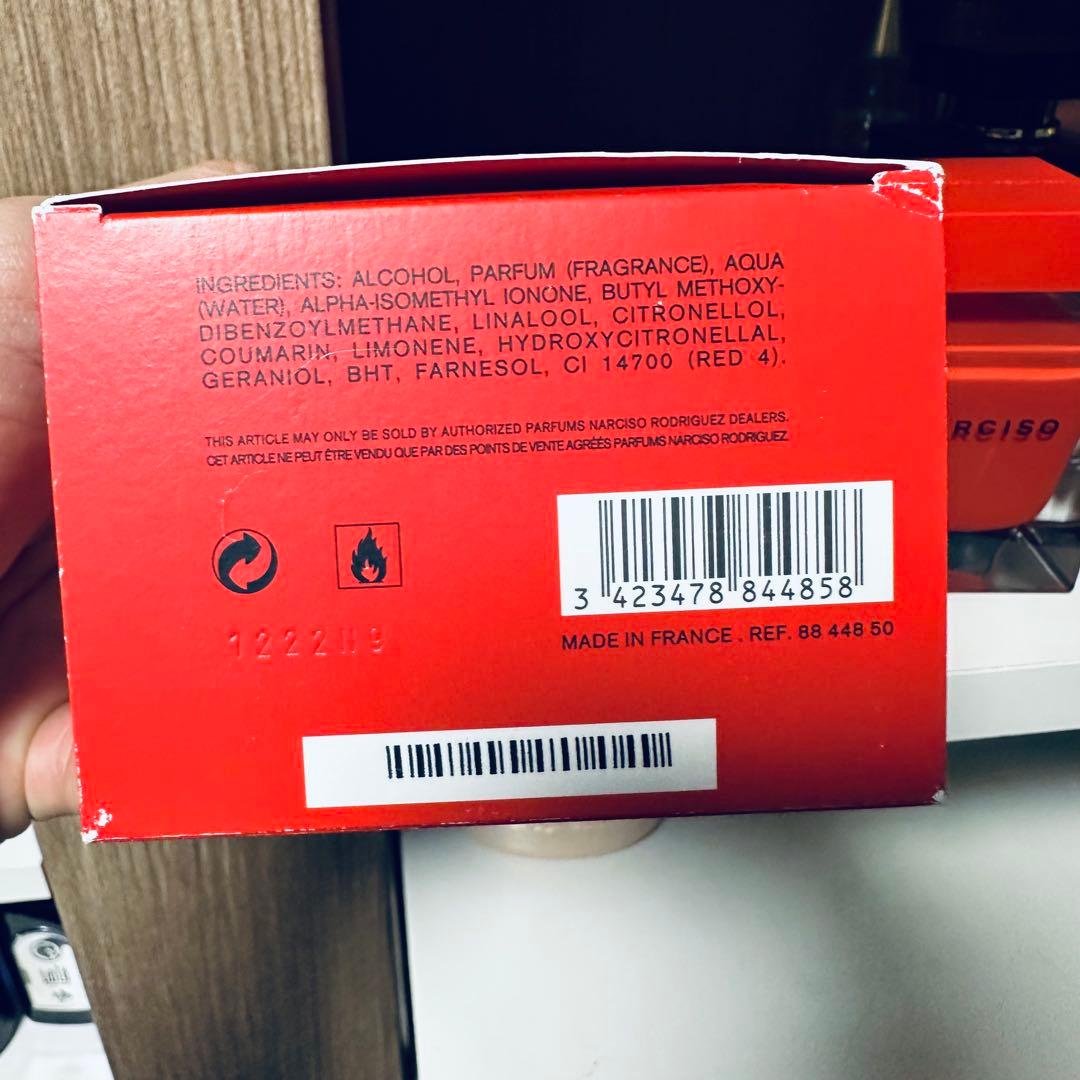 INGREDIENTS: ALCOHOL, PARFUM (FRAGRANCE), AQUA
(WATER), ALPHA-ISOMETHYL IONONE, BUTYL METHOXY-
DIBENZOYLMETHANE, LINALOOL, CITRONELLOL,
COUMARIN, LIMONENE, HYDROXYCITRONELLAL,
GERANIOL, BHT, FARNESOL, CI 14700 (RED 4).
THIS ARTICLE MAY ONLY BE SOLD BY AUTHORIZED PARFUMS NARCISO RODRIGUEZ DEALERS.
CET ARTICLE NE PEUT ÊTRE VENDU QUE PAR DES POINTS DE VENTE AGRÉÉS PARFUMS NARCISO RODRIGUEZ.
RCISO
3 423478 844858
MADE IN FRANCE . REF. 88 448 50